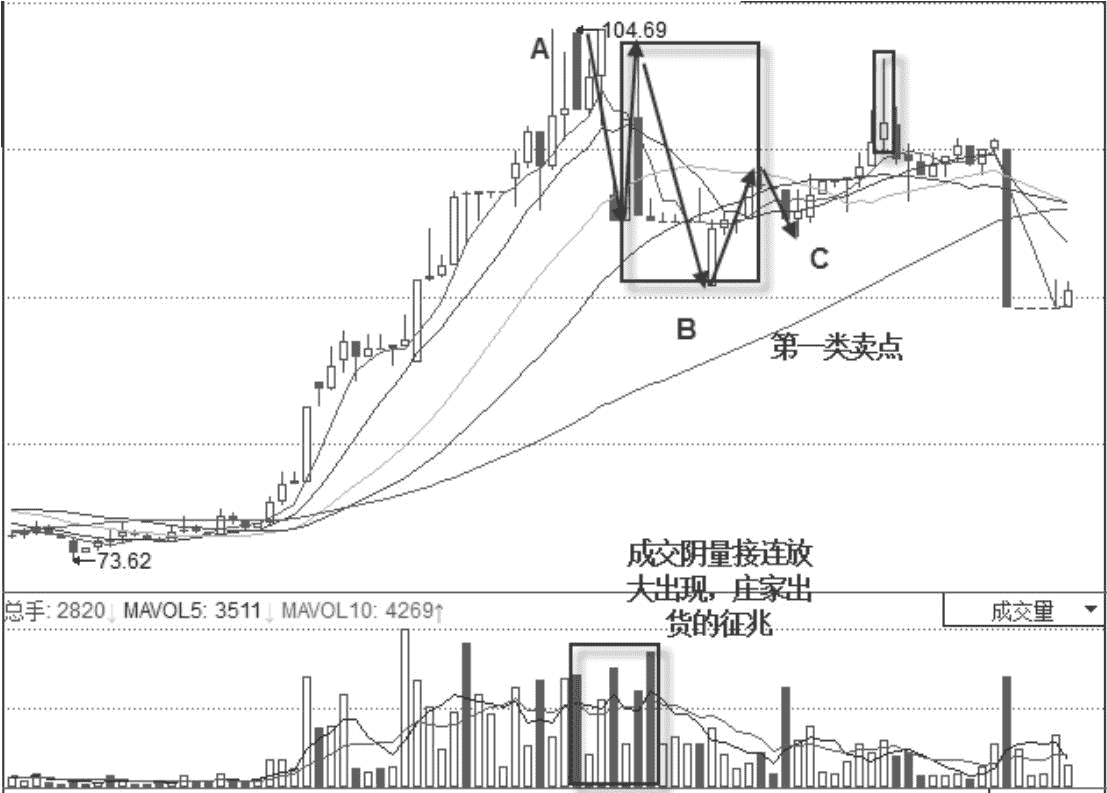 A
104.69
B
C
第一类卖点
73.62
成交阴量接连放
大出现，庄家出
货的征兆
总手: 2820↓ MAVOL5: 3511↓ MAVOL10: 4269↑
成交量